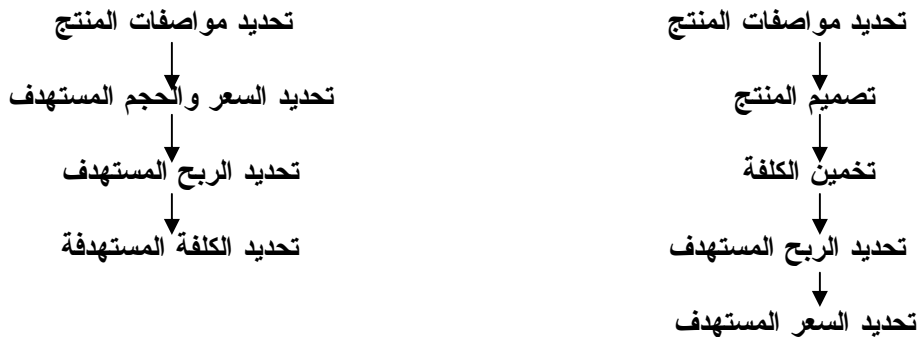 تحديد مواصفات المنتج
تصميم المنتج
تخمين الكلفة
تحديد الربح المستهدف
تحديد السعر المستهدف
تحديد مواصفات المنتج
تحديد السعر والحجم المستهدف
تحديد الربح المستهدف
تحديد الكلفة المستهدفة